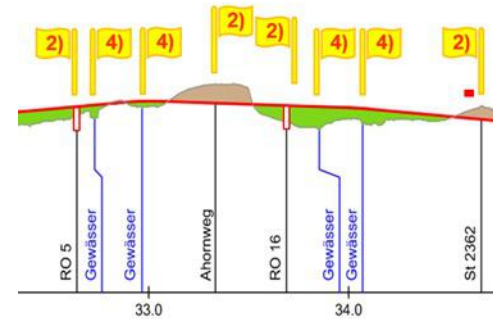 2)
4)
4)
2)
2)
4)
4)
2)
RO 5
Gewässer
Gewässer
Ahornweg
RO 16
Gewässer
Gewässer
St 2362
33.0
34.0